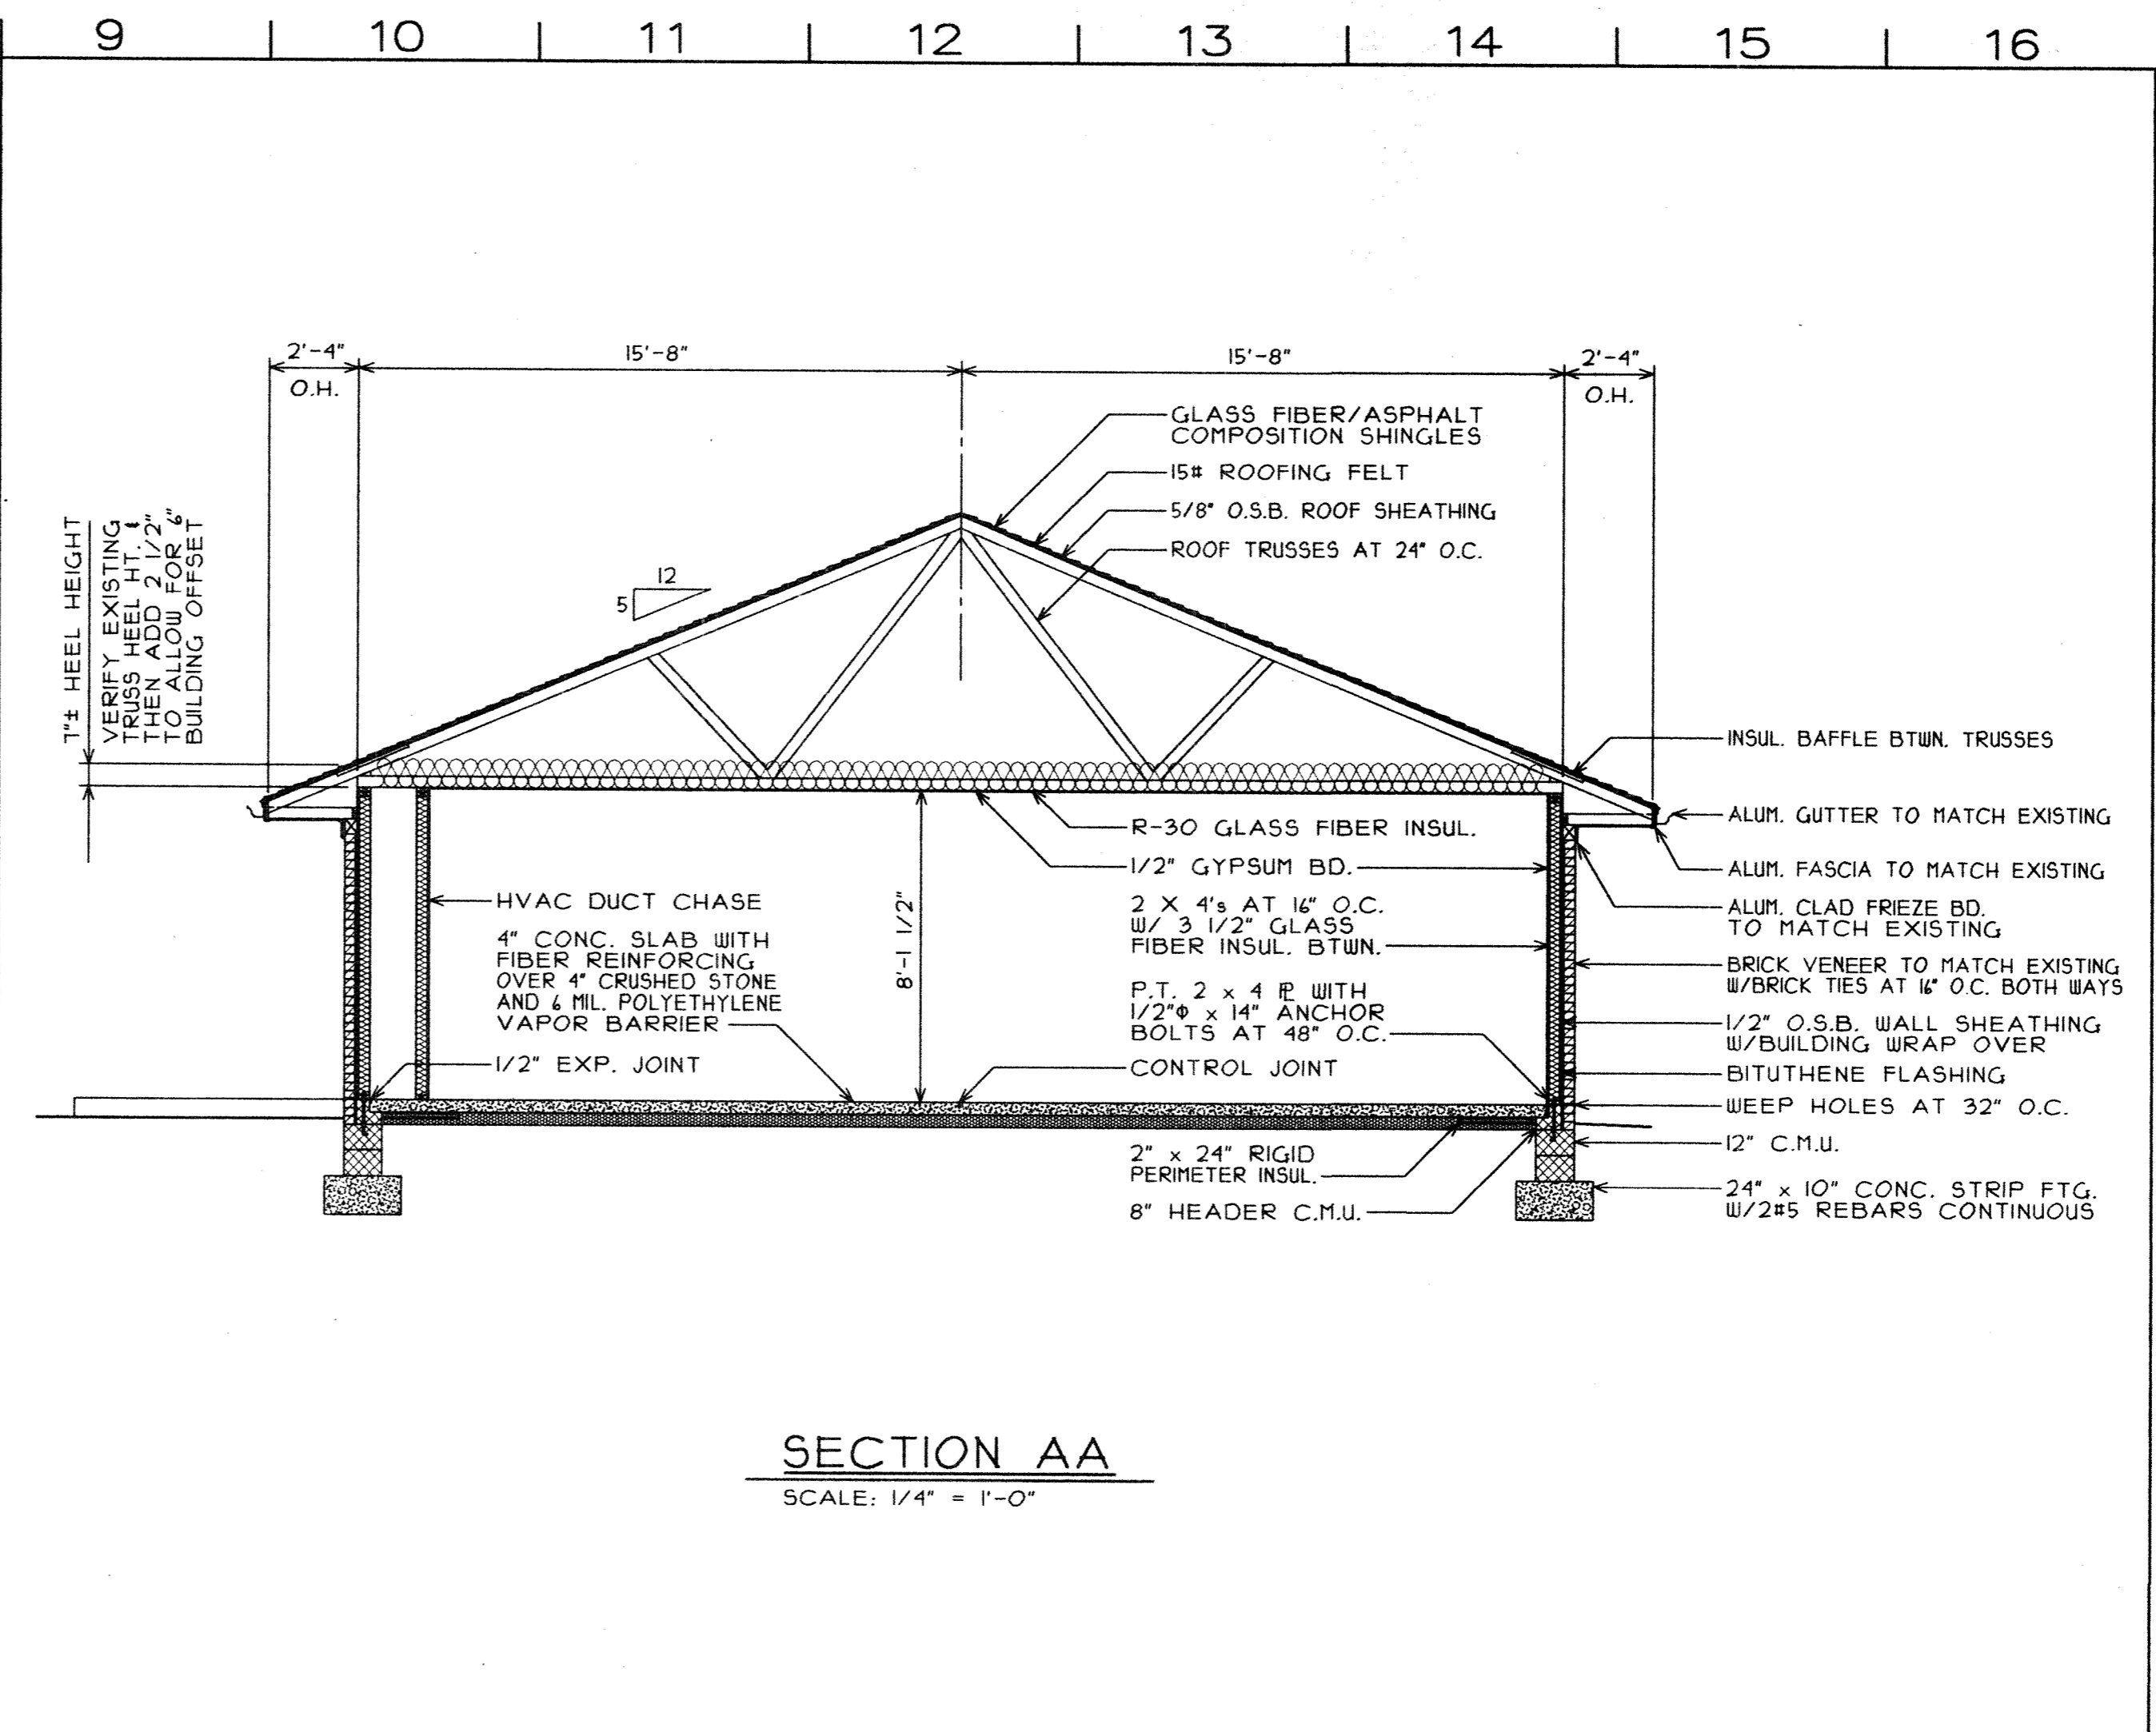 9 10 11 12 13 14 15 16
2'-4" 15'-8" 15'-8" 2'-4"
O.H. O.H.
GLASS FIBER/ASPHALT
COMPOSITION SHINGLES
15# ROOFING FELT
5/8" O.S.B. ROOF SHEATHING
ROOF TRUSSES AT 24" O.C.
12
5
7"± HEEL HEIGHT
VERIFY EXISTING
TRUSS HEEL HT. &
THEN ADD 2 1/2"
TO ALLOW FOR 6"
BUILDING OFFSET
INSUL. BAFFLE BTWN. TRUSSES
ALUM. GUTTER TO MATCH EXISTING
ALUM. FASCIA TO MATCH EXISTING
ALUM. CLAD FRIEZE BD.
TO MATCH EXISTING
BRICK VENEER TO MATCH EXISTING
W/BRICK TIES AT 16" O.C. BOTH WAYS
1/2" O.S.B. WALL SHEATHING
W/BUILDING WRAP OVER
BITUTHENE FLASHING
WEEP HOLES AT 32" O.C.
12" C.M.U.
24" x 10" CONC. STRIP FTG.
W/2#5 REBARS CONTINUOUS
R-30 GLASS FIBER INSUL.
1/2" GYPSUM BD.
2 X 4's AT 16" O.C.
W/ 3 1/2" GLASS
FIBER INSUL. BTWN.
P.T. 2 x 4 PL WITH
1/2"Φ x 14" ANCHOR
BOLTS AT 48" O.C.
CONTROL JOINT
2" x 24" RIGID
PERIMETER INSUL.
8" HEADER C.M.U.
8'-1 1/2"
HVAC DUCT CHASE
4" CONC. SLAB WITH
FIBER REINFORCING
OVER 4" CRUSHED STONE
AND 6 MIL. POLYETHYLENE
VAPOR BARRIER
1/2" EXP. JOINT
SECTION AA
SCALE: 1/4" = 1'-0"